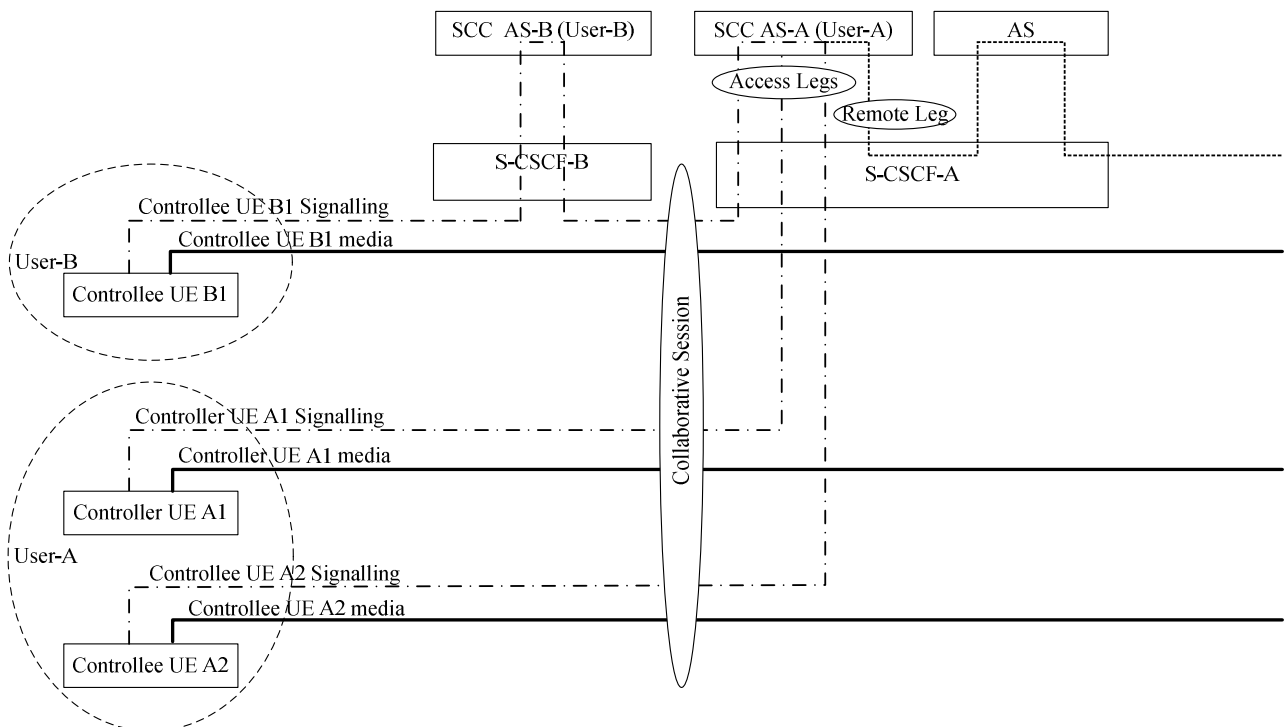 SCC AS-B (User-B)
SCC AS-A (User-A)
AS
Access Legs
Remote Leg
S-CSCF-B
S-CSCF-A
Controllee UE B1 Signalling
Controllee UE B1 media
User-B
Controllee UE B1
Collaborative Session
Controller UE A1 Signalling
Controller UE A1 media
Controller UE A1
User-A
Controllee UE A2 Signalling
Controllee UE A2 media
Controllee UE A2